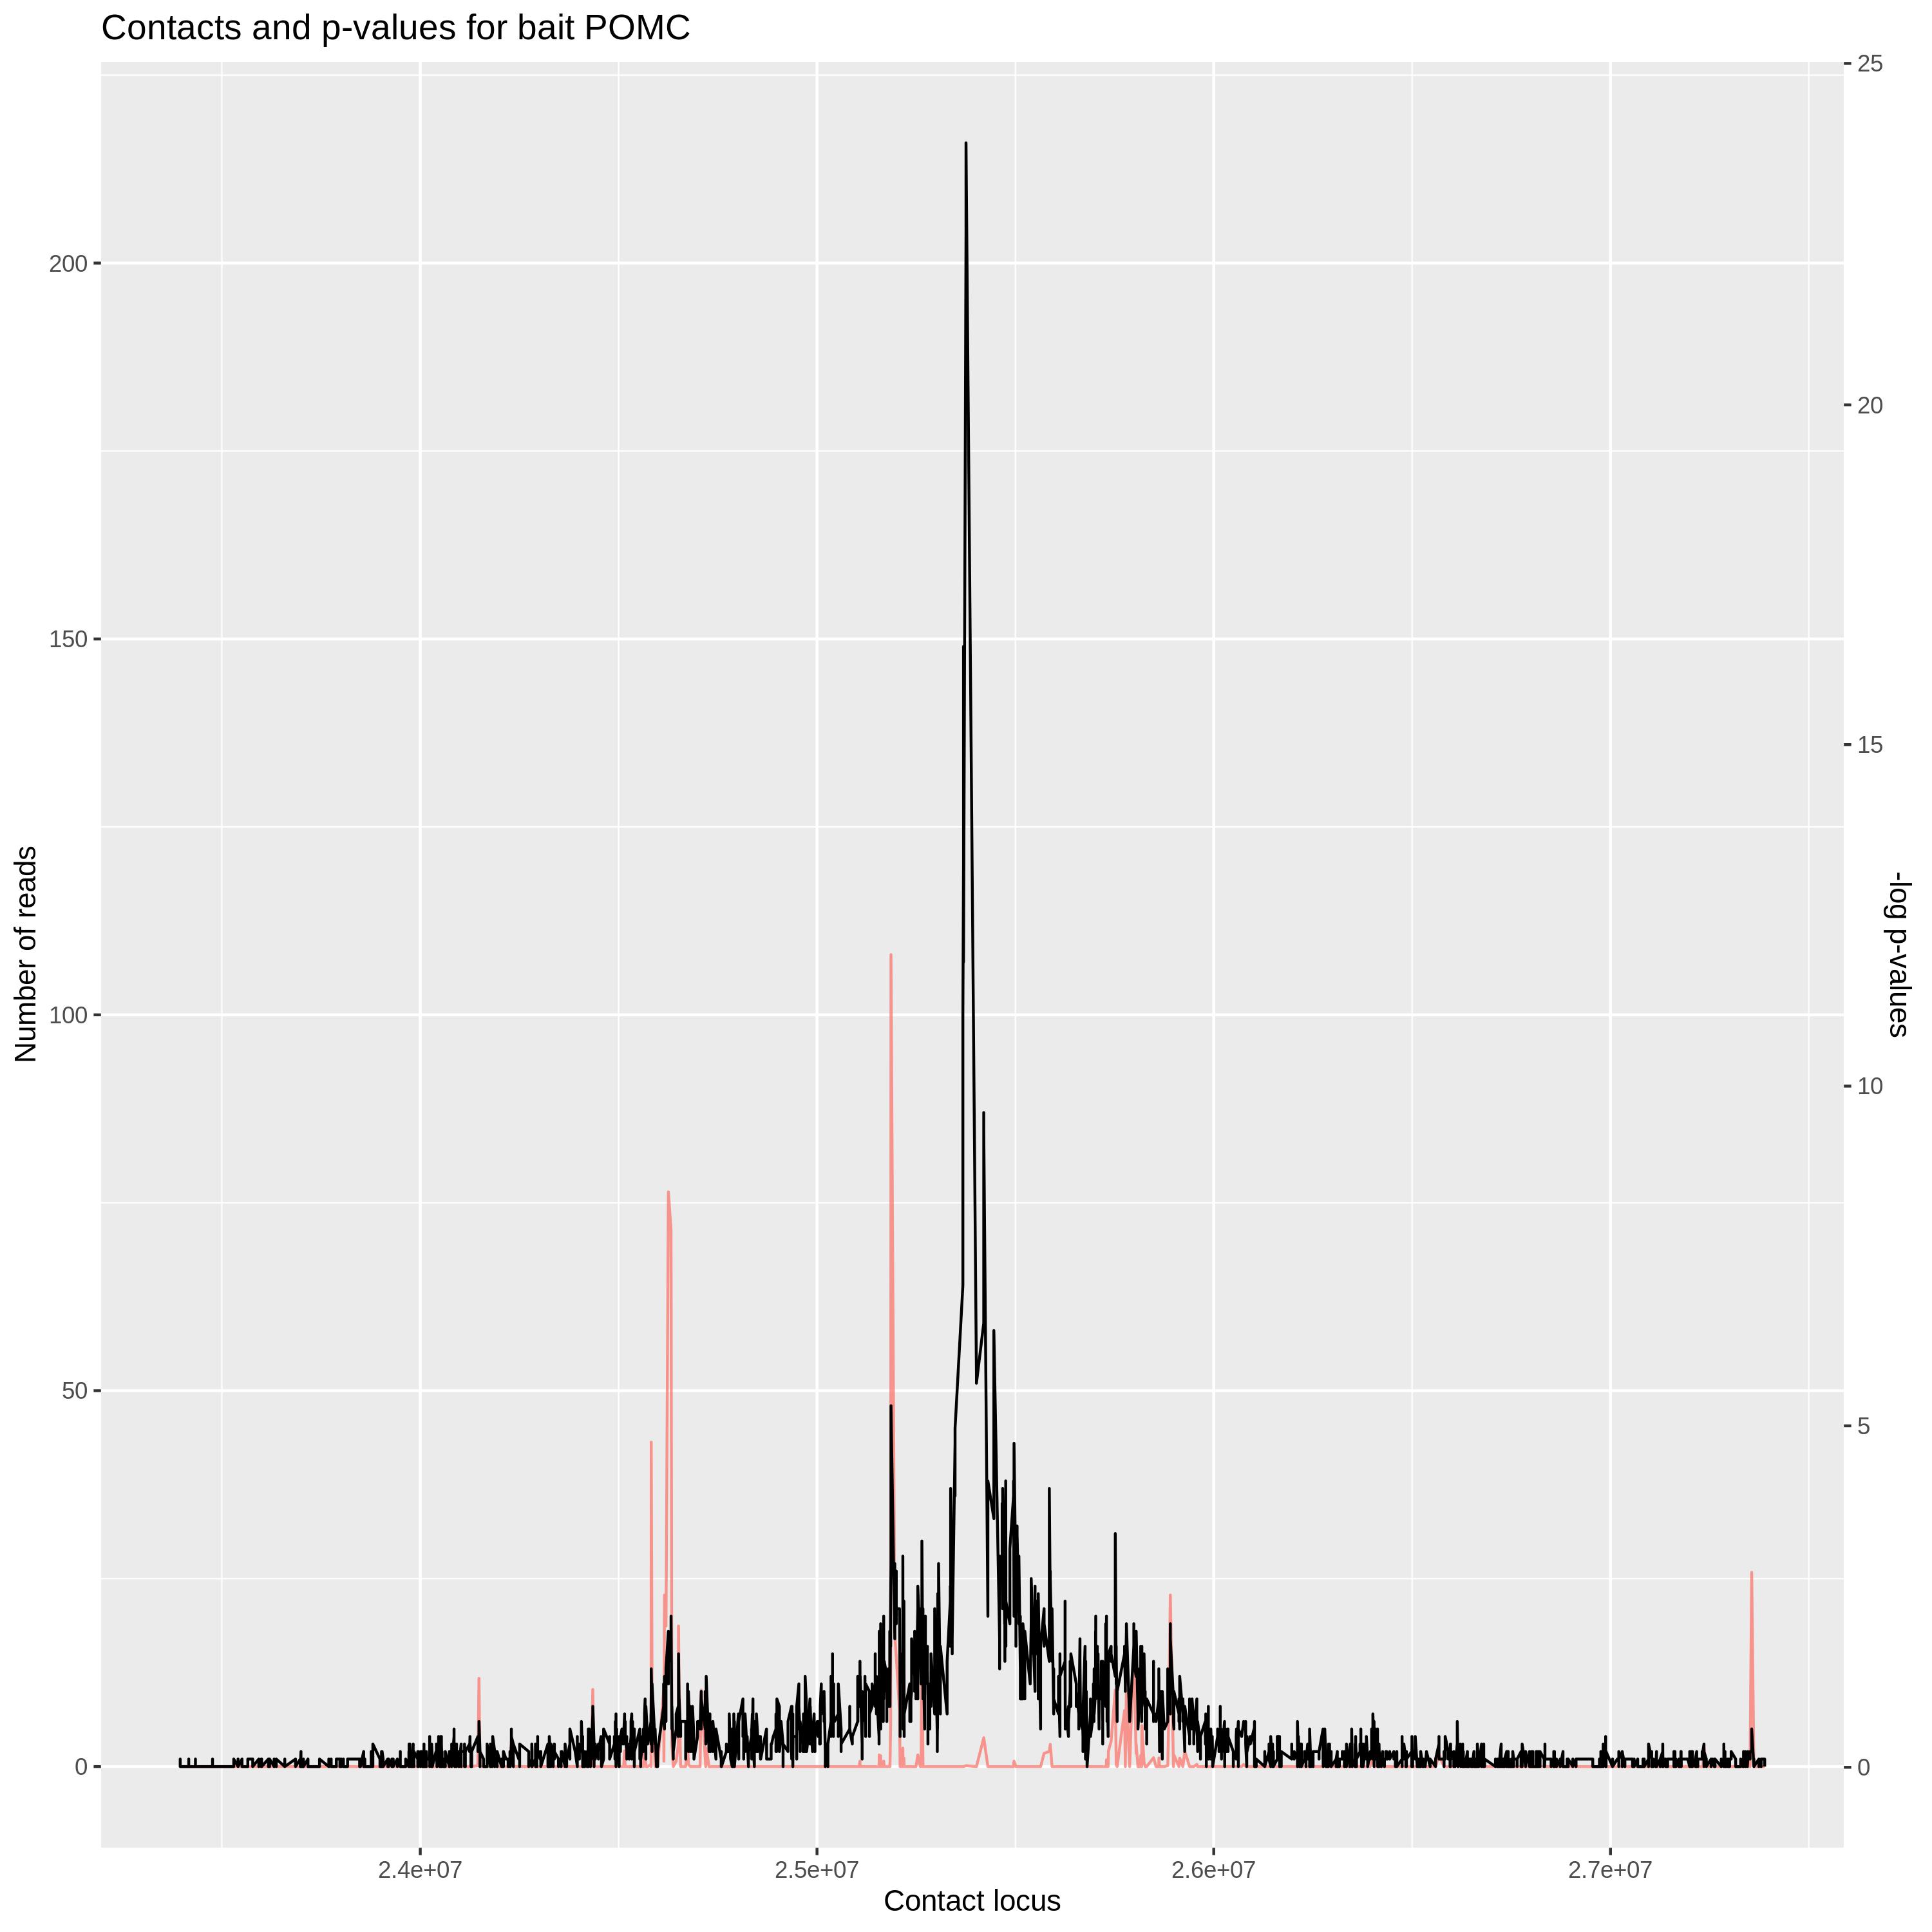 Contacts and p-values for bait POMC
25
200
20
150
15
Number of reads
-log p-values
100
10
50
5
0
0
2.4e+07
2.5e+07
2.6e+07
2.7e+07
Contact locus